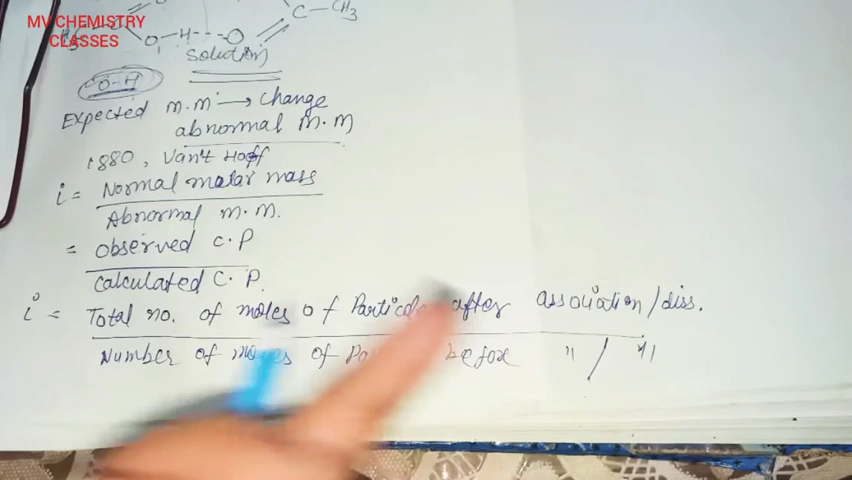 MV CHEMISTRY
CLASSES
C-CH3
O-H---O
Solution
O-H
Expected m.m → change
abnormal M.M
1880, Van't Hoff
i = Normal molar mass
Abnormal m.m.
= observed C.P
calculated C.P.
i = Total no. of moles of Particles after association/diss.
Number of moles of before " / "